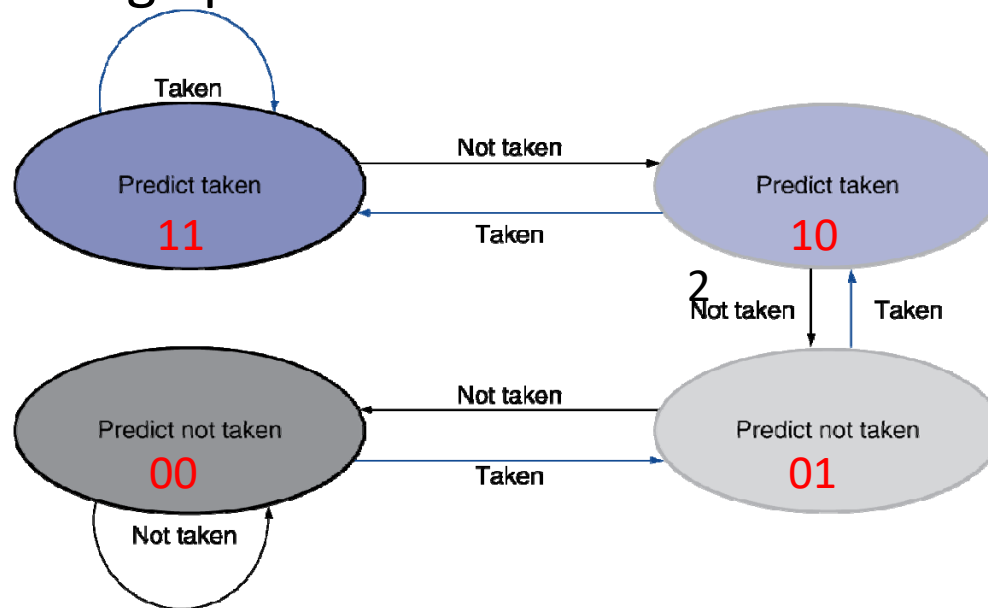 Taken
Not taken
Predict taken
Predict taken
11
10
Taken
2
Not taken
Taken
Not taken
Predict not taken
Predict not taken
00
01
Taken
Not taken